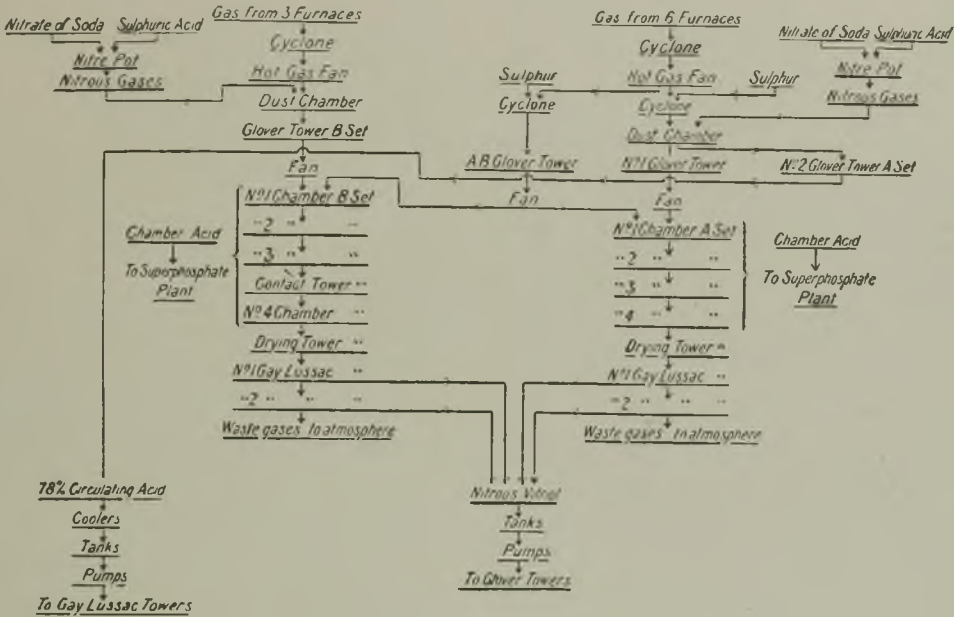 Gas from 3 Furnaces
Nitrate of Soda Sulphuric Acid
Cyclone
Nitre Pot
Hot Gas Fan
Nitrous Gases
Dust Chamber
Glover Tower B Set
Fan
Nº1 Chamber B Set
"2 " "
"3 " "
Contact Tower "
Nº4 Chamber "
Chamber Acid
To Superphosphate
Plant
Drying Tower "
Nº1 Gay Lussac "
"2 " " "
Waste gases to atmosphere
Gas from 6 Furnaces
Nitrate of Soda Sulphuric Acid
Cyclone
Nitre Pot
Sulphur
Hot Gas Fan
Sulphur
Nitrous Gases
Cyclone
Cyclone
Dust Chamber
AB Glover Tower
Nº1 Glover Tower
Nº2 Glover Tower A Set
Fan
Fan
Nº1 Chamber A Set
"2 " "
"3 " "
"4 " "
Chamber Acid
To Superphosphate
Plant
Drying Tower "
Nº1 Gay Lussac "
"2 " " "
Waste gases to atmosphere
78% Circulating Acid
Coolers
Tanks
Pumps
To Gay Lussac Towers
Nitrous Vitriol
Tanks
Pumps
To Glover Towers